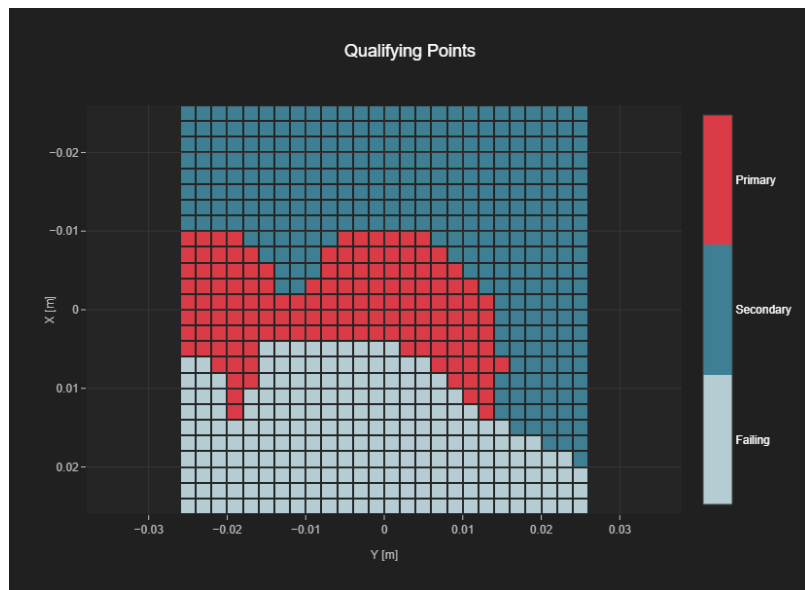 Qualifying Points
−0.02
−0.01
0
0.01
0.02
X [m]
−0.03
−0.02
−0.01
0
0.01
0.02
0.03
Y [m]
Primary
Secondary
Failing